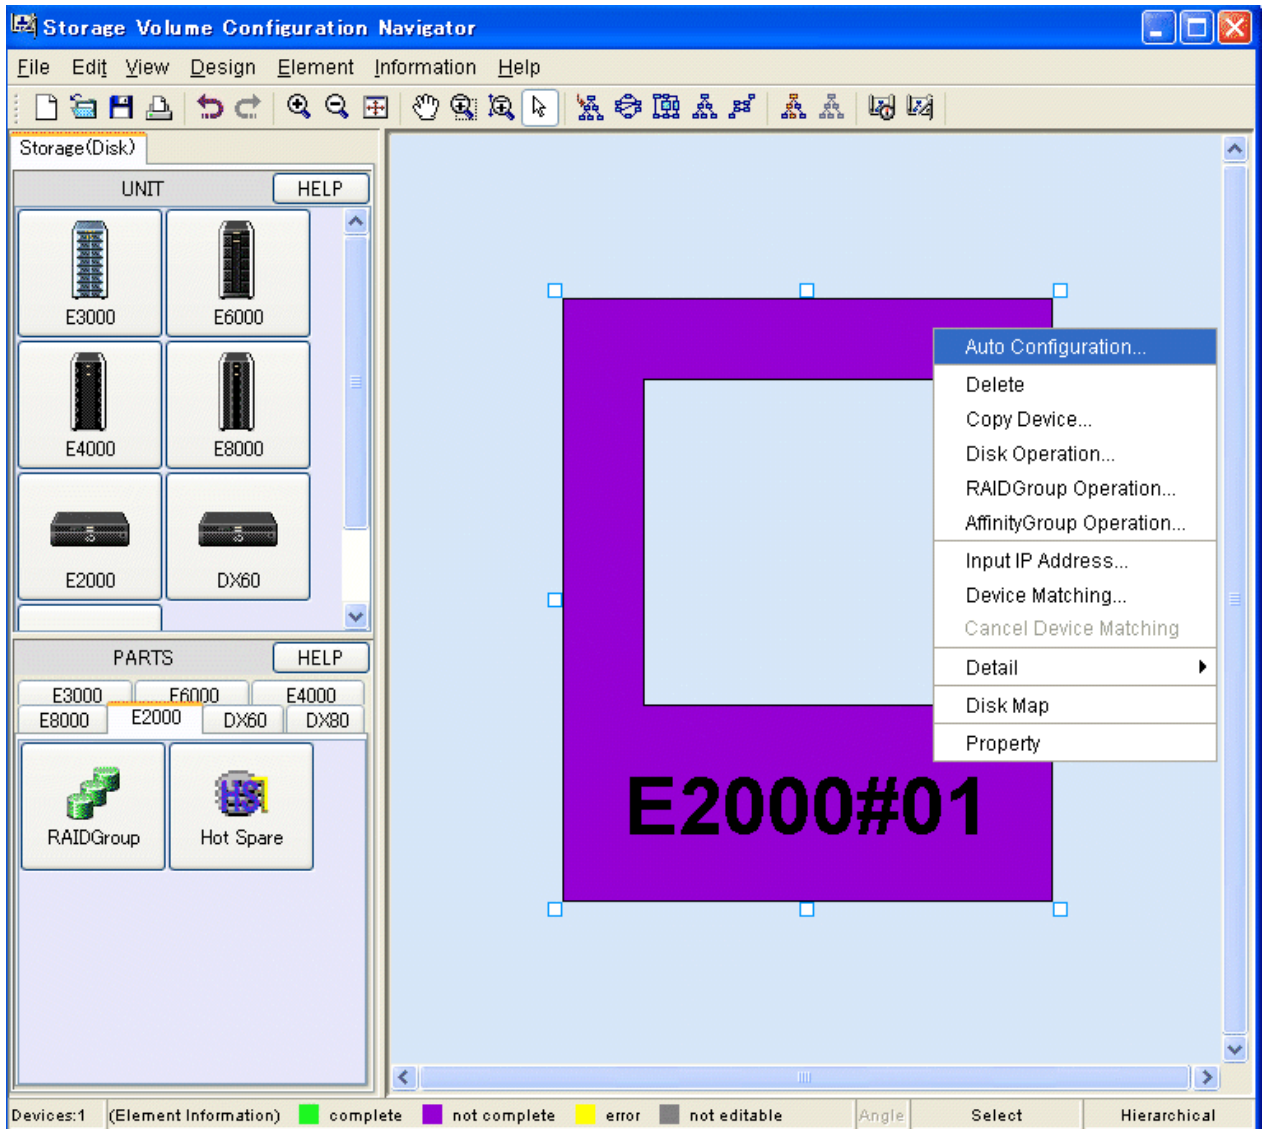 Storage Volume Configuration Navigator
File Edit View Design Element Information Help
Storage(Disk)
UNIT HELP
E3000 E6000
E4000 E8000
E2000 DX60
PARTS HELP
E3000 E6000 E4000
E8000 E2000 DX60 DX80
HS
RAIDGroup Hot Spare
E2000#01
Auto Configuration...
Delete
Copy Device...
Disk Operation...
RAIDGroup Operation...
AffinityGroup Operation...
Input IP Address...
Device Matching...
Cancel Device Matching
Detail
Disk Map
Property
Devices:1 (Element Information) complete not complete error not editable Angle Select Hierarchical